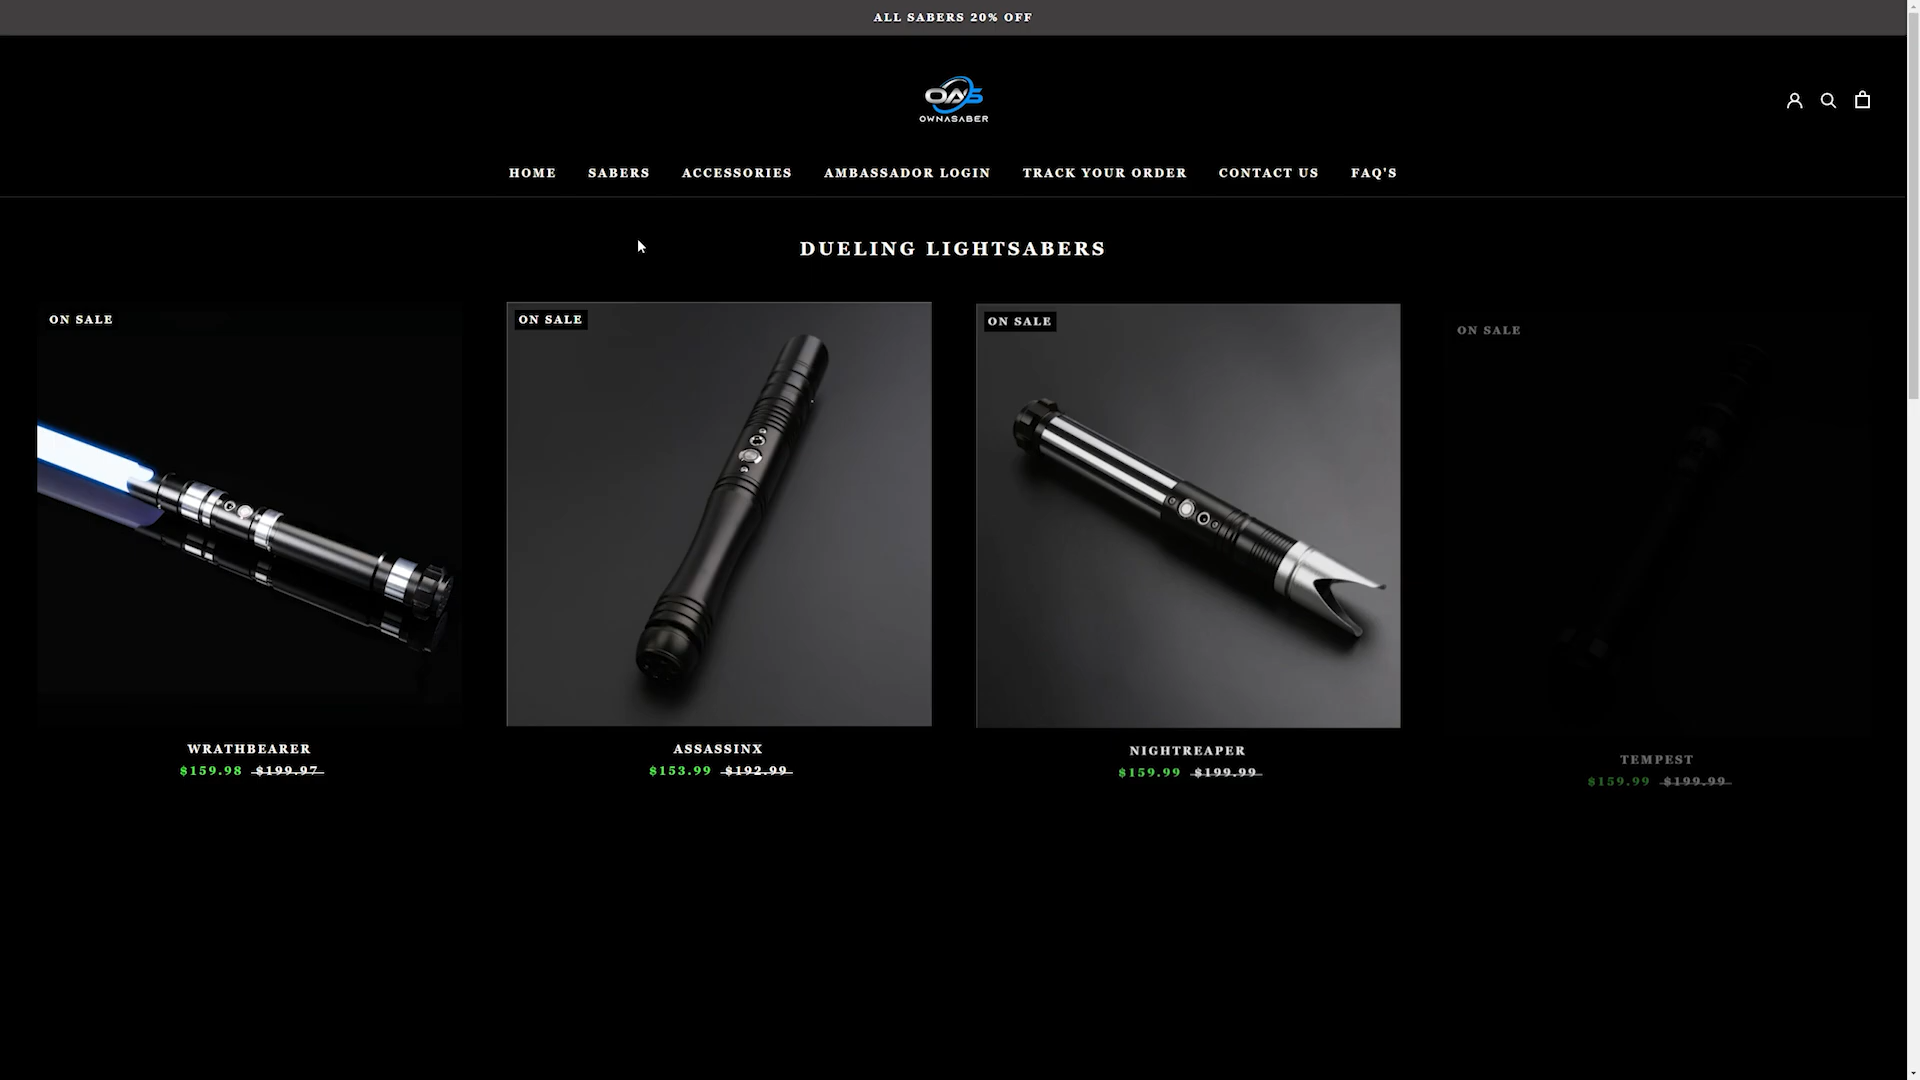 ALL SABERS 20% OFF
OAS
OWNASABER
HOME SABERS ACCESSORIES AMBASSADOR LOGIN TRACK YOUR ORDER CONTACT US FAQ'S
DUELING LIGHTSABERS
ON SALE ON SALE ON SALE ON SALE
WRATHBEARER ASSASSINX NIGHTREAPER TEMPEST
$159.98 $199.97 $153.99 $192.99 $159.99 $199.99 $159.99 $199.99